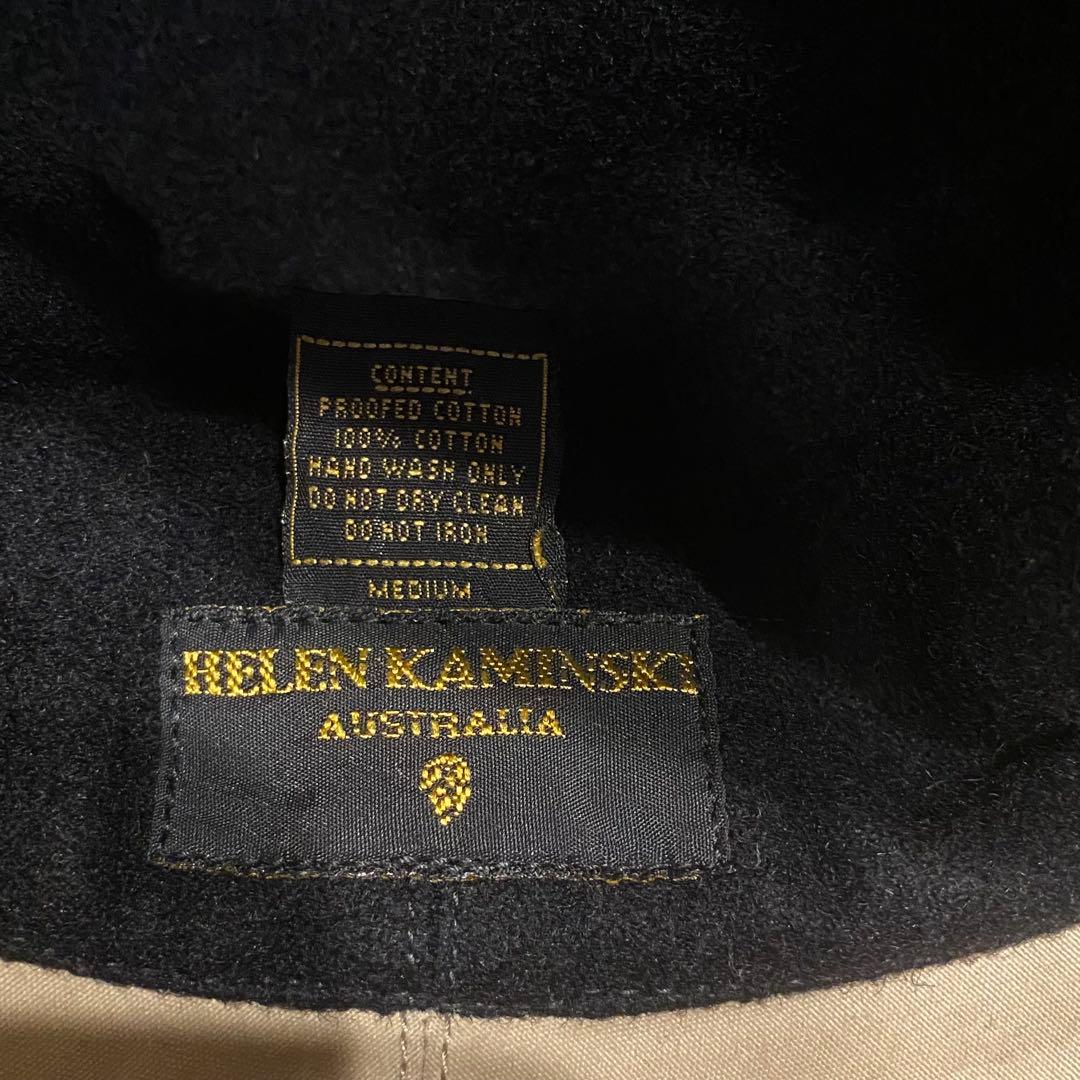 CONTENT
PROOFED COTTON
100% COTTON
HAND WASH ONLY
DO NOT DRY CLEAN
DO NOT IRON
MEDIUM
HELEN KAMINSKI
AUSTRALIA